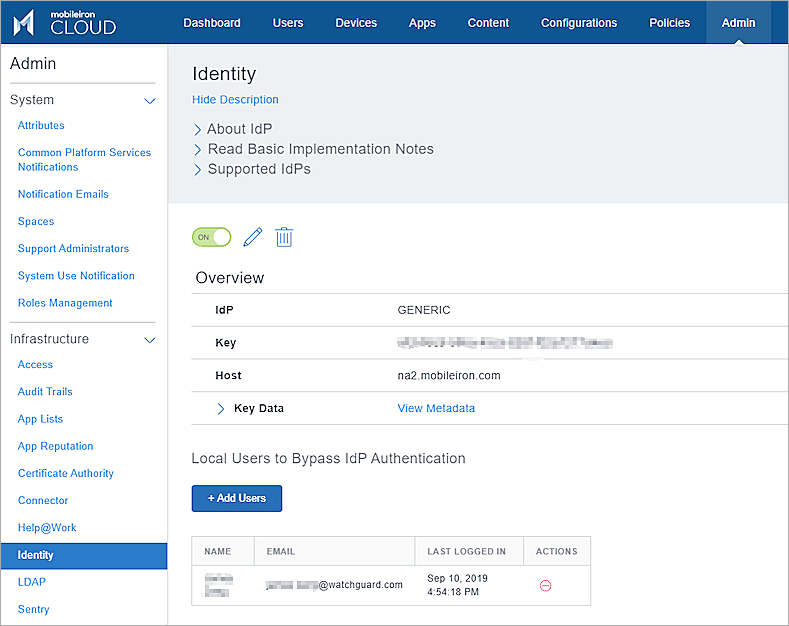 mobileiron
CLOUD
Dashboard Users Devices Apps Content Configurations Policies Admin
Admin
System
Attributes
Common Platform Services
Notifications
Notification Emails
Spaces
Support Administrators
System Use Notification
Roles Management
Infrastructure
Access
Audit Trails
App Lists
App Reputation
Certificate Authority
Connector
Help@Work
Identity
LDAP
Sentry
Identity
Hide Description
About IdP
Read Basic Implementation Notes
Supported IdPs
ON
Overview
IdP GENERIC
Key
Host na2.mobileiron.com
Key Data View Metadata
Local Users to Bypass IdP Authentication
+ Add Users
NAME EMAIL LAST LOGGED IN ACTIONS
@watchguard.com Sep 10, 2019
4:54:18 PM